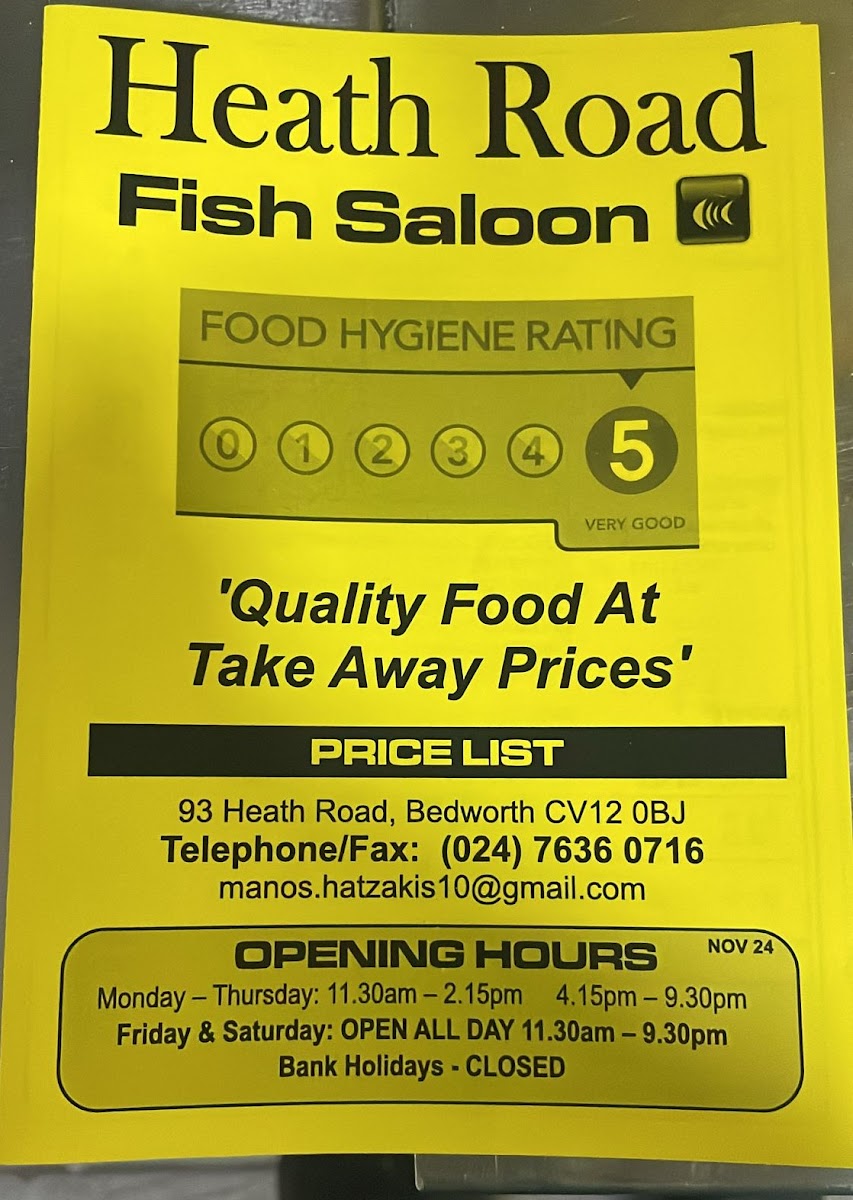 Heath Road
Fish Saloon
FOOD HYGIENE RATING
0 1 2 3 4 5
VERY GOOD
'Quality Food At
Take Away Prices'
PRICE LIST
93 Heath Road, Bedworth CV12 0BJ
Telephone/Fax: (024) 7636 0716
manos.hatzakis10@gmail.com
OPENING HOURS NOV 24
Monday – Thursday: 11.30am – 2.15pm 4.15pm – 9.30pm
Friday & Saturday: OPEN ALL DAY 11.30am – 9.30pm
Bank Holidays - CLOSED